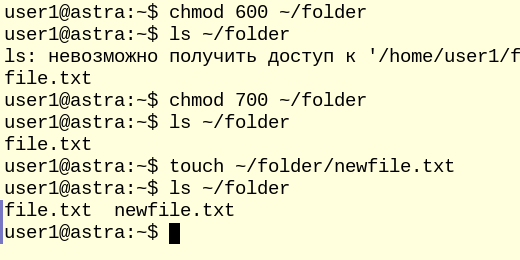 user1@astra:~$ chmod 600 ~/folder
user1@astra:~$ ls ~/folder
ls: невозможно получить доступ к '/home/user1/f
file.txt
user1@astra:~$ chmod 700 ~/folder
user1@astra:~$ ls ~/folder
file.txt
user1@astra:~$ touch ~/folder/newfile.txt
user1@astra:~$ ls ~/folder
file.txt  newfile.txt
user1@astra:~$